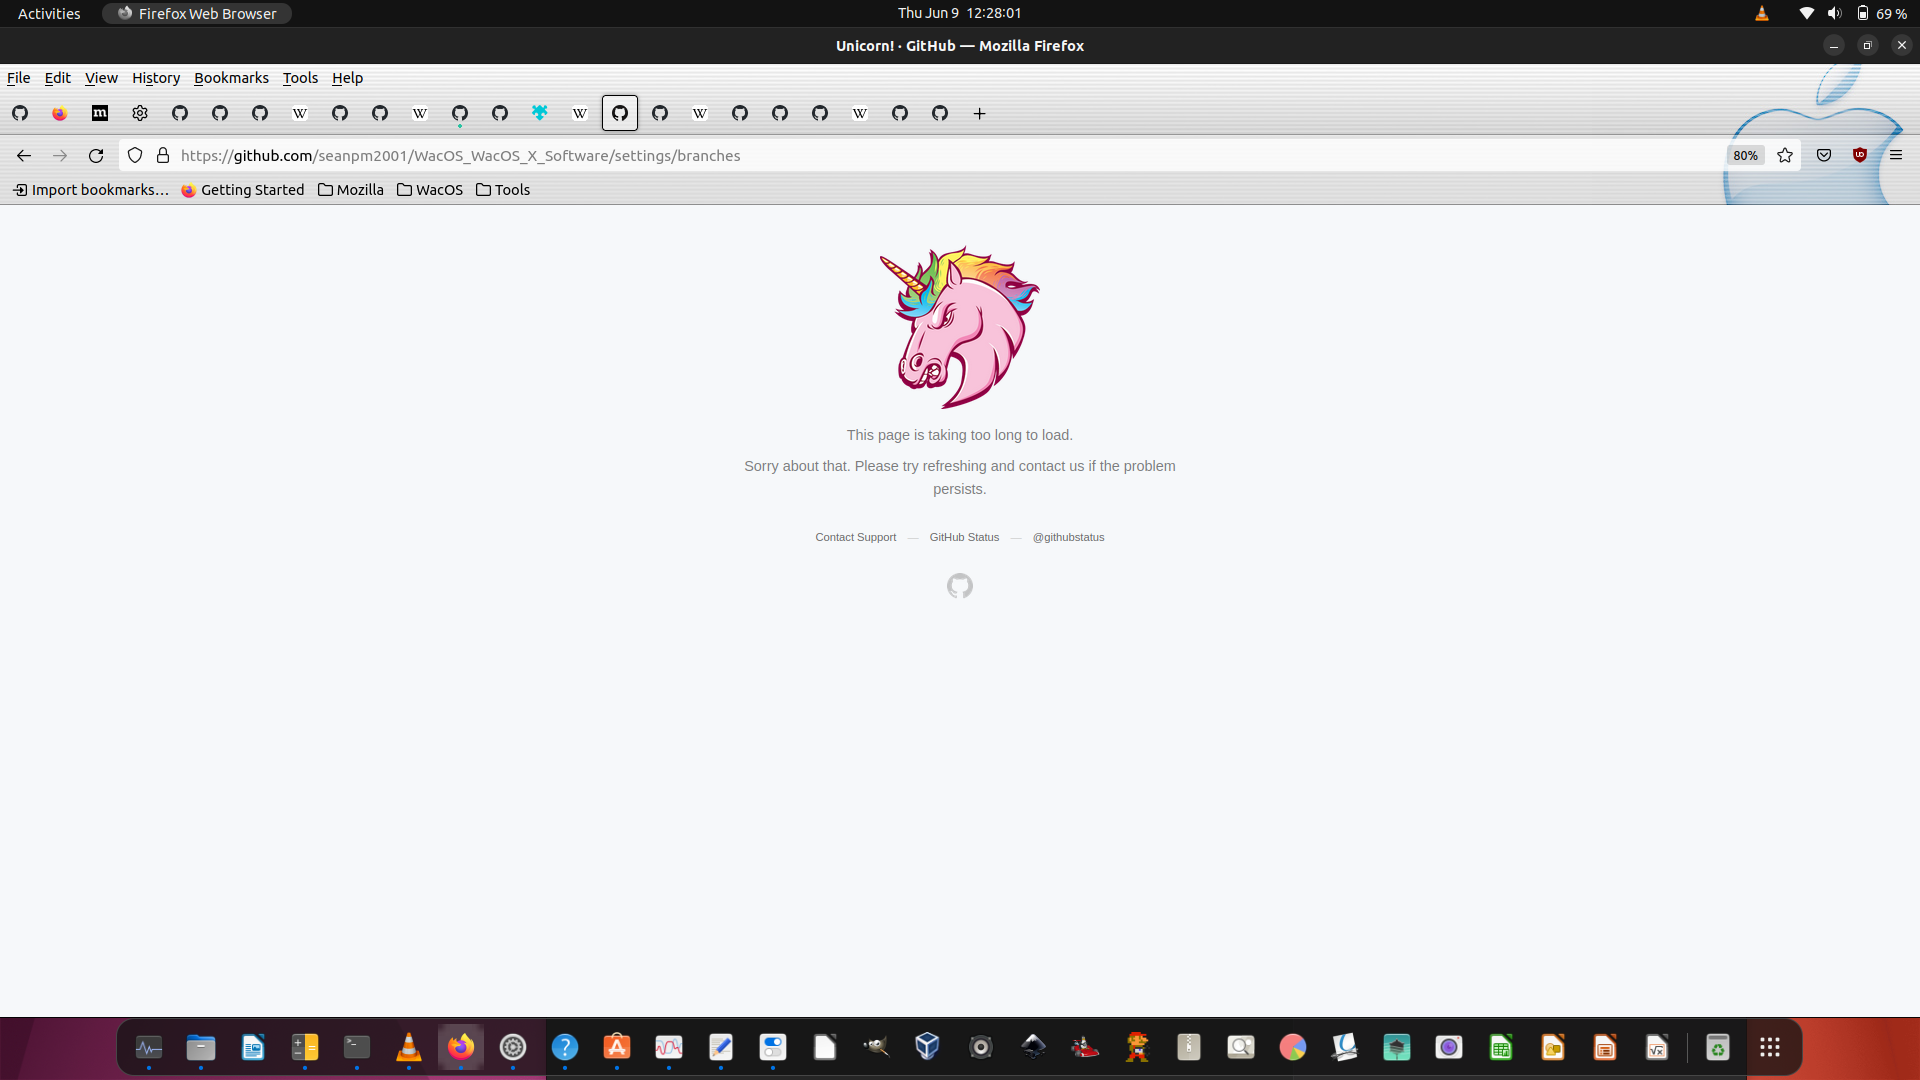 Activities
Firefox Web Browser
Thu Jun 9 12:28:01
69 %
Unicorn! · GitHub — Mozilla Firefox
File Edit View History Bookmarks Tools Help
m W W W W W
https://github.com/seanpm2001/WacOS_WacOS_X_Software/settings/branches
80%
Import bookmarks…
Getting Started
Mozilla
WacOS
Tools
This page is taking too long to load.
Sorry about that. Please try refreshing and contact us if the problem
persists.
Contact Support — GitHub Status — @githubstatus